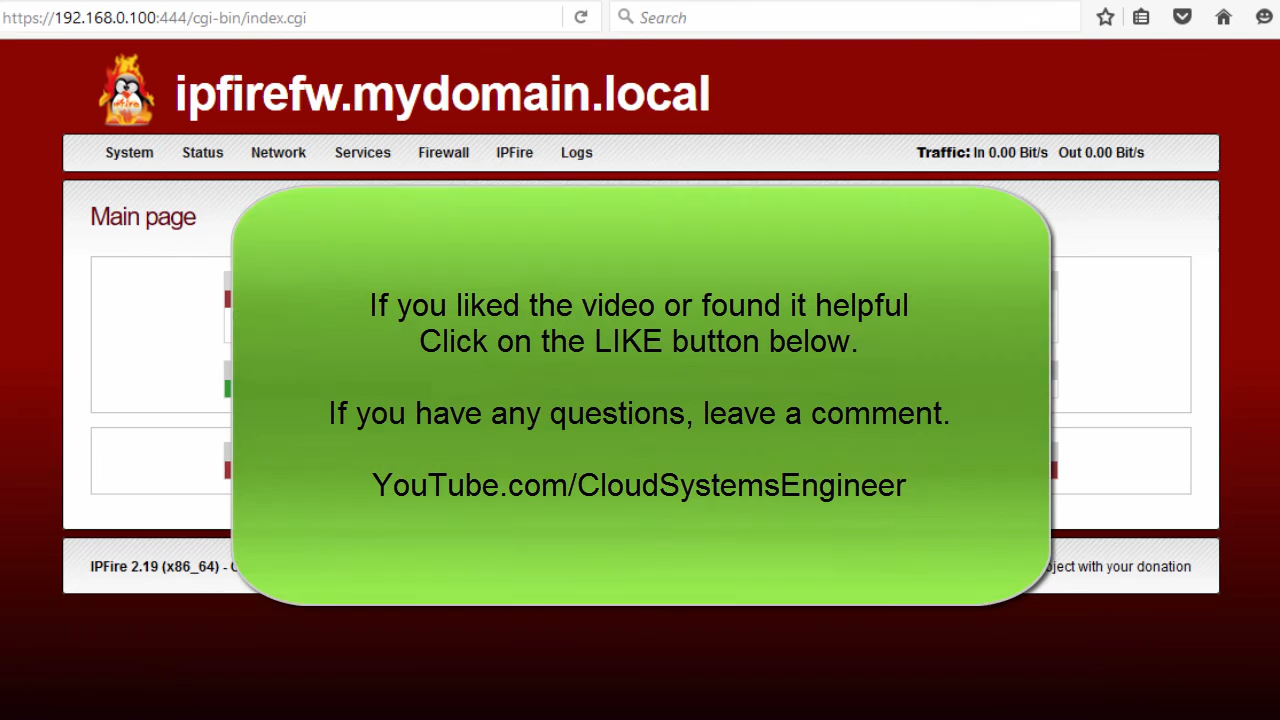 https://192.168.0.100:444/cgi-bin/index.cgi
Search
ipfirefw.mydomain.local
System Status Network Services Firewall IPFire Logs
Traffic: In 0.00 Bit/s Out 0.00 Bit/s
Main page
If you liked the video or found it helpful
Click on the LIKE button below.
If you have any questions, leave a comment.
YouTube.com/CloudSystemsEngineer
IPFire 2.19 (x86_64) -
with your donation